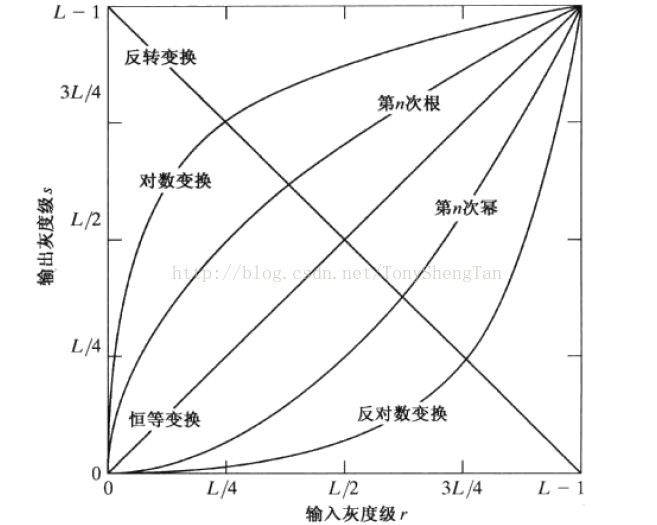 L－1
反转变换
3L/4
第n次根
对数变换
L/2
第n次幂
输出灰度级 s
http://blog.csdn.net/TonyShengTan
L/4
恒等变换
反对数变换
0
0
L/4
L/2
3L/4
L－1
输入灰度级 r